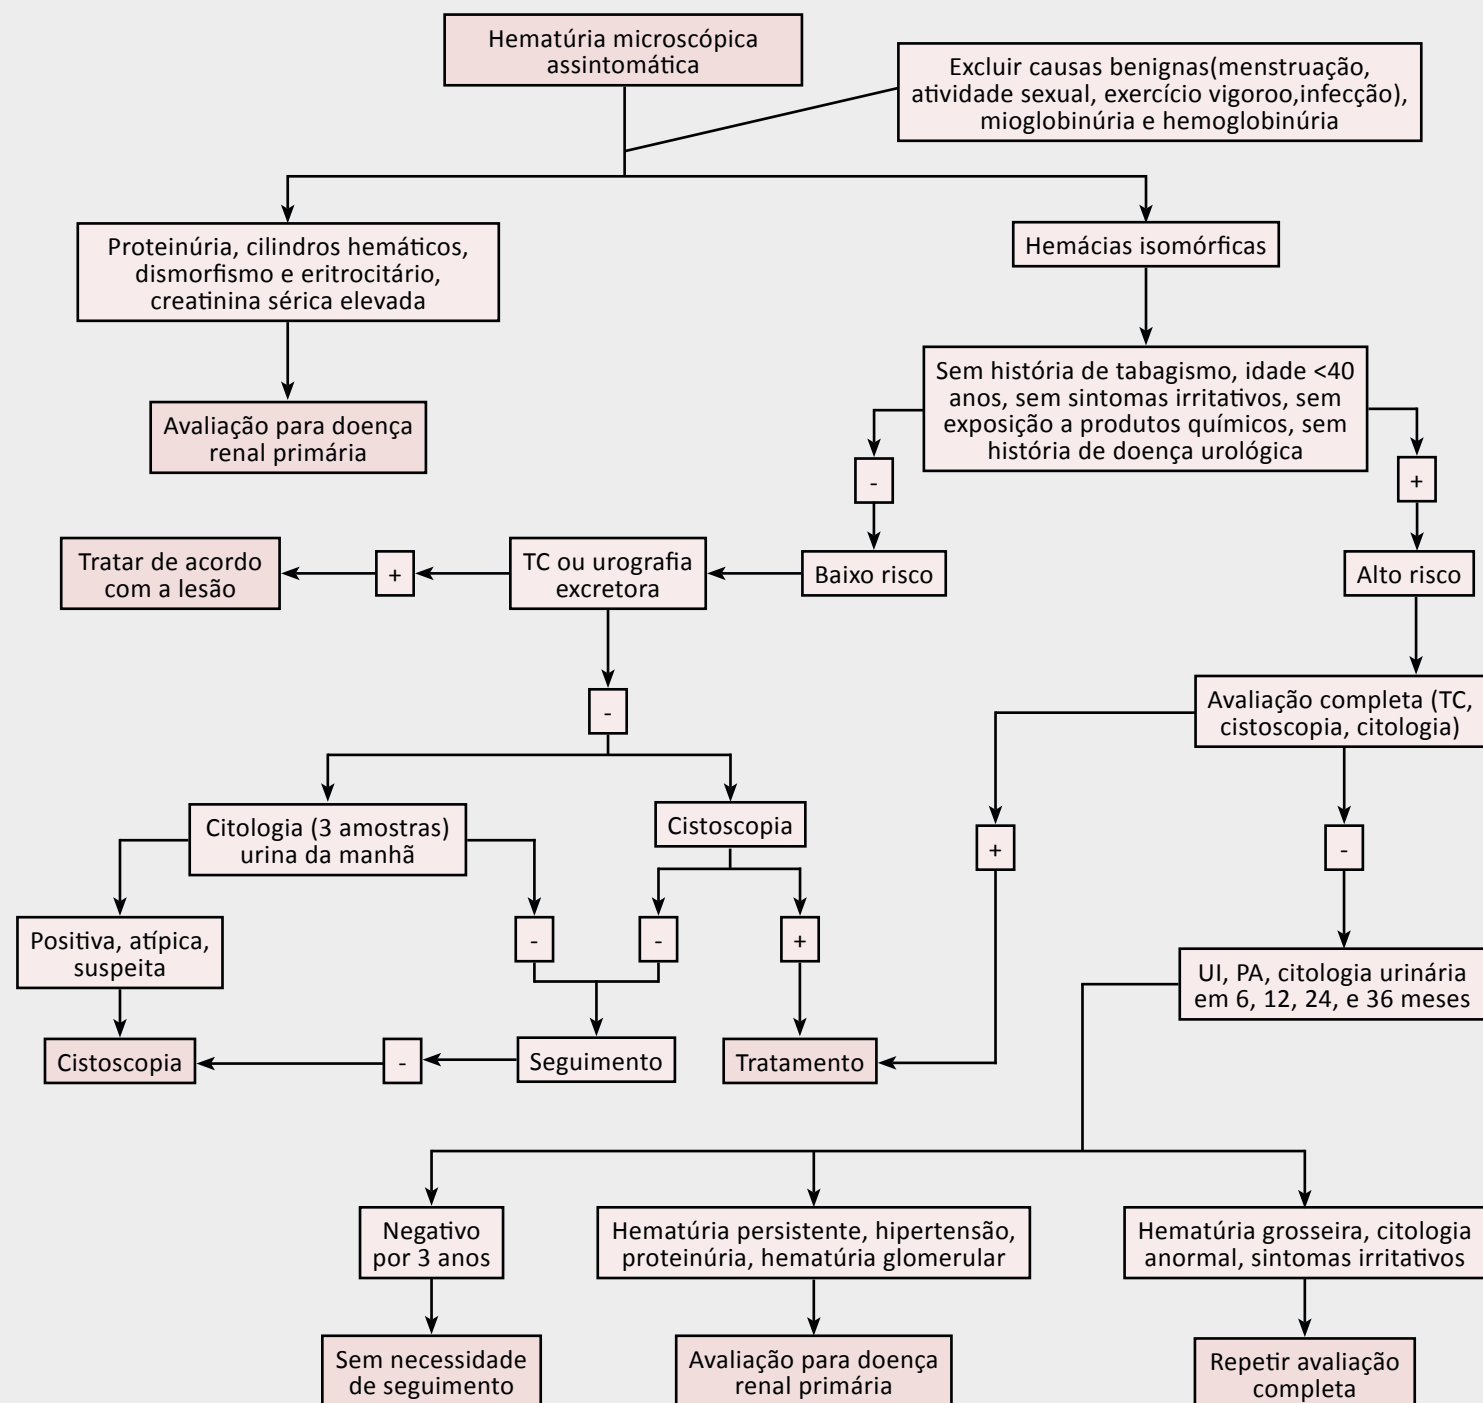 Hematúria microscópica
assintomática
Excluir causas benignas(menstruação,
atividade sexual, exercício vigoroo,infecção),
mioglobinúria e hemoglobinúria
Proteinúria, cilindros hemáticos,
dismorfismo e eritrocitário,
creatinina sérica elevada
Hemácias isomórficas
Avaliação para doença
renal primária
Sem história de tabagismo, idade <40
anos, sem sintomas irritativos, sem
exposição a produtos químicos, sem
história de doença urológica
-
+
Tratar de acordo
com a lesão
+
TC ou urografia
excretora
Baixo risco
Alto risco
-
Avaliação completa (TC,
cistoscopia, citologia)
Citologia (3 amostras)
urina da manhã
Cistoscopia
+
-
Positiva, atípica,
suspeita
-
-
+
UI, PA, citologia urinária
em 6, 12, 24, e 36 meses
Cistoscopia
-
Seguimento
Tratamento
Negativo
por 3 anos
Hematúria persistente, hipertensão,
proteinúria, hematúria glomerular
Hematúria grosseira, citologia
anormal, sintomas irritativos
Sem necessidade
de seguimento
Avaliação para doença
renal primária
Repetir avaliação
completa